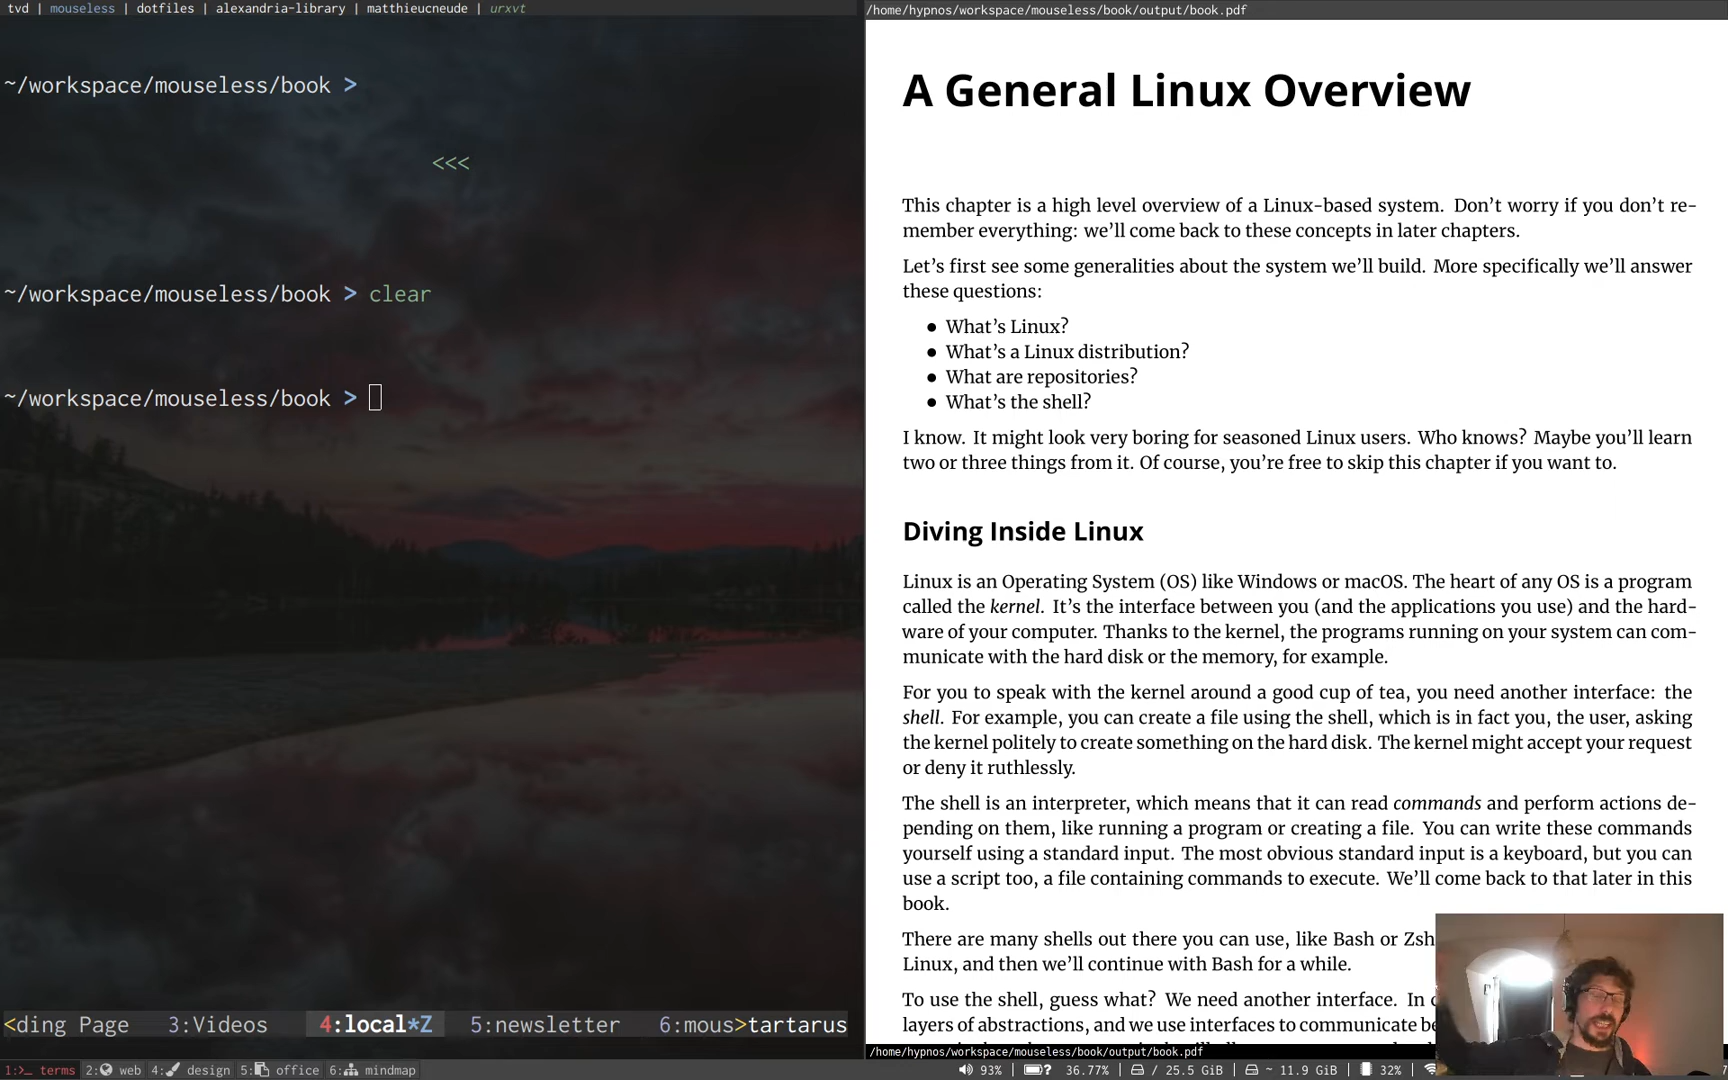 tvd | mouseless | dotfiles | alexandria-library | matthieucneude | urxvt
~/workspace/mouseless/book >
<<<
~/workspace/mouseless/book > clear
~/workspace/mouseless/book >
<ding Page 3:Videos 4:local*Z 5:newsletter 6:mous>tartarus
/home/hypnos/workspace/mouseless/book/output/book.pdf
A General Linux Overview
This chapter is a high level overview of a Linux-based system. Don’t worry if you don’t re-
member everything: we’ll come back to these concepts in later chapters.
Let’s first see some generalities about the system we’ll build. More specifically we’ll answer
these questions:
• What’s Linux?
• What’s a Linux distribution?
• What are repositories?
• What’s the shell?
I know. It might look very boring for seasoned Linux users. Who knows? Maybe you’ll learn
two or three things from it. Of course, you’re free to skip this chapter if you want to.
Diving Inside Linux
Linux is an Operating System (OS) like Windows or macOS. The heart of any OS is a program
called the kernel. It’s the interface between you (and the applications you use) and the hard-
ware of your computer. Thanks to the kernel, the programs running on your system can com-
municate with the hard disk or the memory, for example.
For you to speak with the kernel around a good cup of tea, you need another interface: the
shell. For example, you can create a file using the shell, which is in fact you, the user, asking
the kernel politely to create something on the hard disk. The kernel might accept your request
or deny it ruthlessly.
The shell is an interpreter, which means that it can read commands and perform actions de-
pending on them, like running a program or creating a file. You can write these commands
yourself using a standard input. The most obvious standard input is a keyboard, but you can
use a script too, a file containing commands to execute. We’ll come back to that later in this
book.
There are many shells out there you can use, like Bash or Zsh
Linux, and then we’ll continue with Bash for a while.
To use the shell, guess what? We need another interface. In
layers of abstractions, and we use interfaces to communicate
/home/hypnos/workspace/mouseless/book/output/book.pdf
1:>_ terms 2: web 4: design 5: office 6: mindmap 93% | ? 36.77% | / 25.5 GiB | ~ 11.9 GiB | 32% |